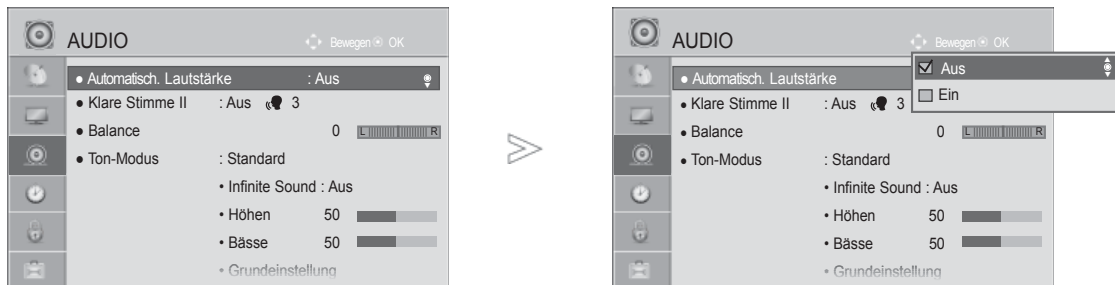 AUDIO
Bewegen OK
● Automatisch. Lautstärke : Aus
● Klare Stimme II : Aus 3
● Balance 0 L R
● Ton-Modus : Standard
• Infinite Sound : Aus
• Höhen 50
• Bässe 50
• Grundeinstellung
AUDIO
Bewegen OK
● Automatisch. Lautstärke
Aus
Ein
● Klare Stimme II : Aus 3
● Balance 0 L R
● Ton-Modus : Standard
• Infinite Sound : Aus
• Höhen 50
• Bässe 50
• Grundeinstellung